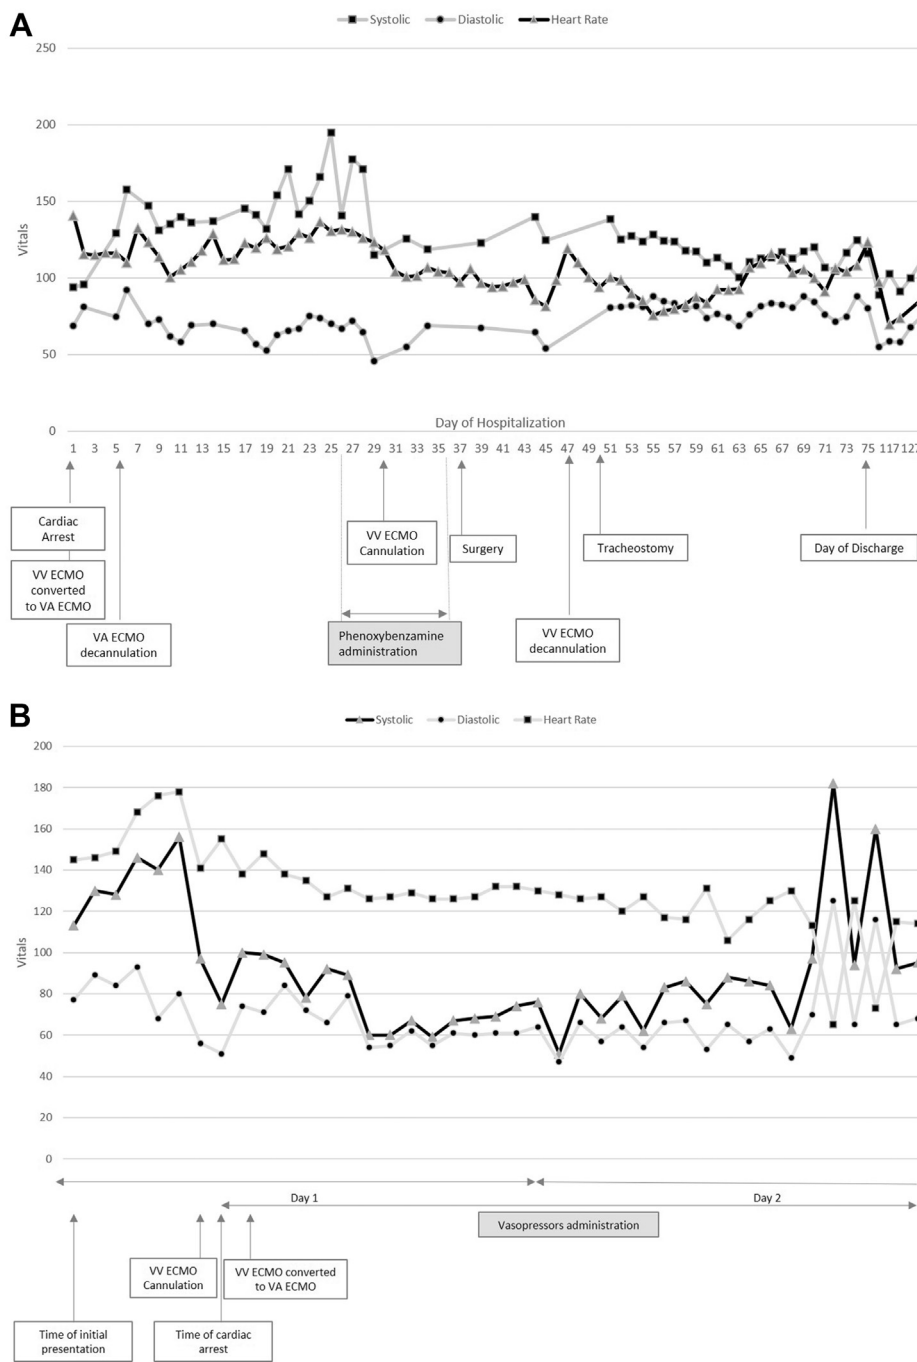 A
Systolic Diastolic Heart Rate
250
200
150
100
50
0
Vitals
Day of Hospitalization
1 3 5 7 9 11 13 15 17 19 21 23 25 27 29 31 33 35 37 39 41 43 45 47 49 51 53 55 57 59 61 63 65 67 69 71 73 75 117 127
Cardiac
Arrest
VV ECMO
converted
to VA ECMO
VA ECMO
decannulation
VV ECMO
Cannulation
Phenoxybenzamine
administration
Surgery
VV ECMO
decannulation
Tracheostomy
Day of Discharge
B
Systolic Diastolic Heart Rate
200
180
160
140
120
100
80
60
40
20
0
Vitals
Day 1 Day 2
Vasopressors administration
VV ECMO
Cannulation
VV ECMO converted
to VA ECMO
Time of initial
presentation
Time of cardiac
arrest